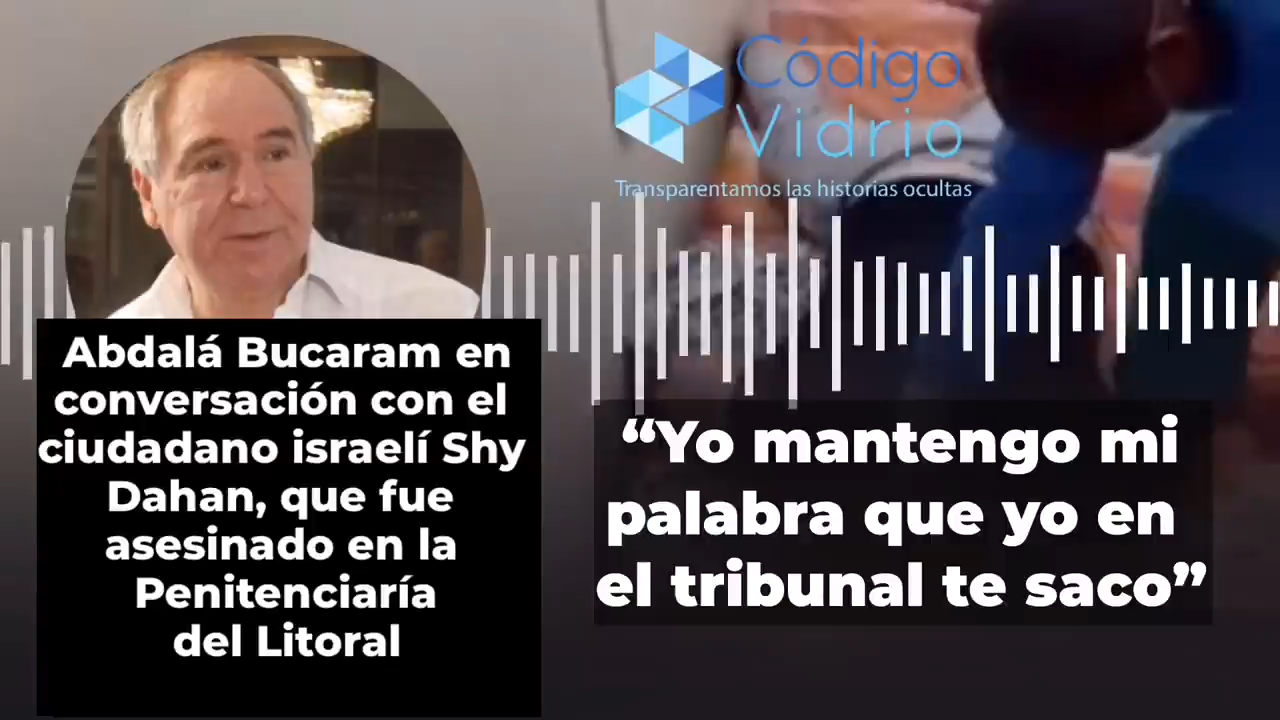 Código
Vidrio
Transparentamos las historias ocultas
Abdalá Bucaram en
conversación con el
ciudadano israelí Shy
Dahan, que fue
asesinado en la
Penitenciaría
del Litoral
“Yo mantengo mi
palabra que yo en
el tribunal te saco”